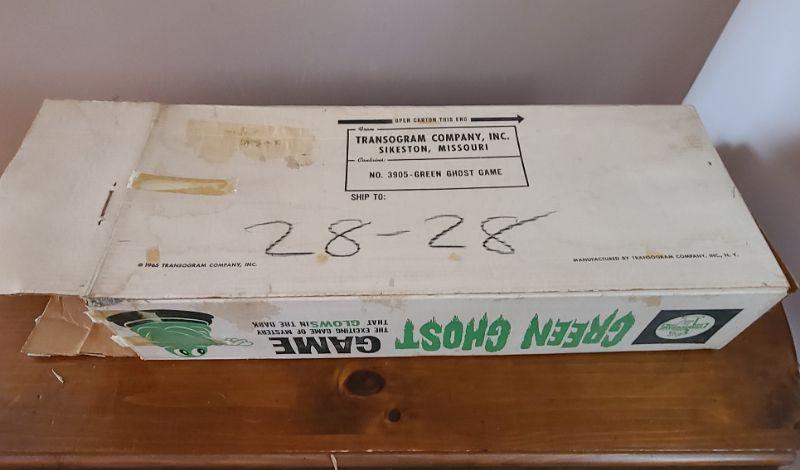 OPEN CARTON THIS END
From
TRANSOGRAM COMPANY, INC.
SIKESTON, MISSOURI
Contains:
NO. 3905-GREEN GHOST GAME
SHIP TO:
28-28
© 1965 TRANSOGRAM COMPANY, INC.
MANUFACTURED BY TRANSOGRAM COMPANY, INC., N. Y.
GREEN GHOST
GAME
THE EXCITING GAME OF MYSTERY
THAT GLOWS IN THE DARK